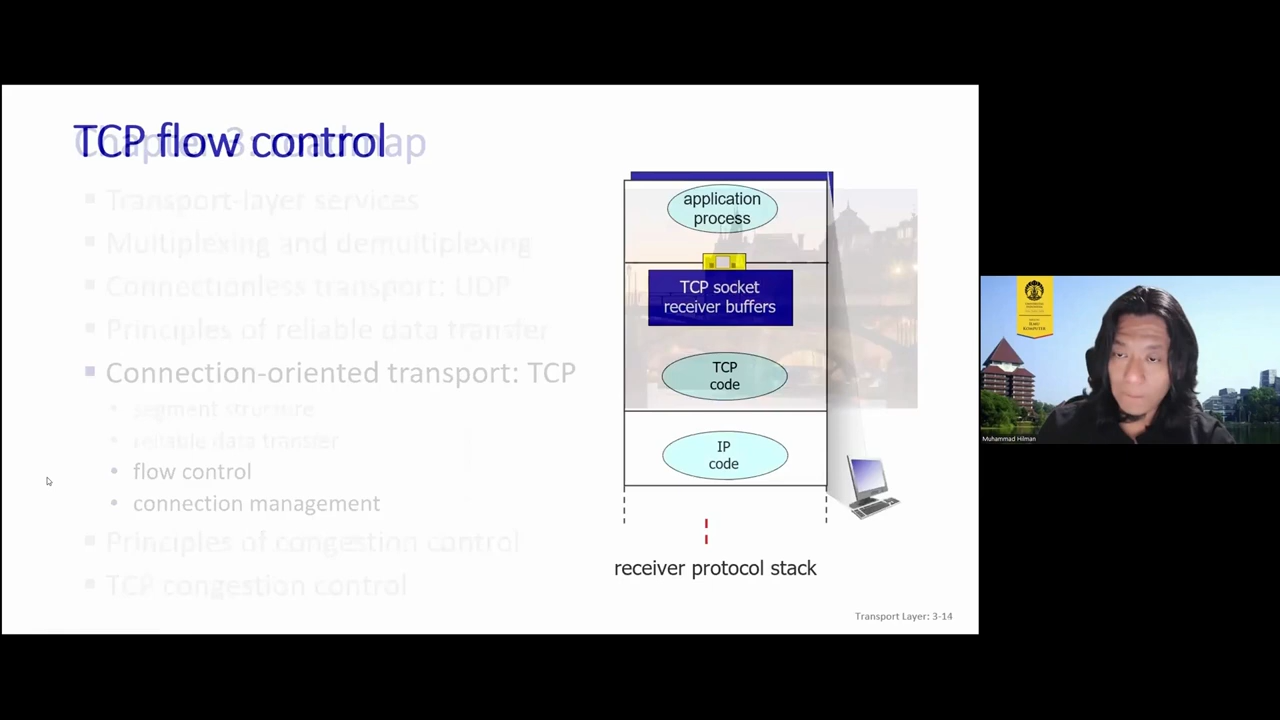 TCP flow control
Chapter 3: roadmap
Transport-layer services
Multiplexing and demultiplexing
Connectionless transport: UDP
Principles of reliable data transfer
Connection-oriented transport: TCP
segment structure
reliable data transfer
flow control
connection management
Principles of congestion control
TCP congestion control
application
process
TCP socket
receiver buffers
TCP
code
IP
code
receiver protocol stack
Transport Layer: 3-14
ILMU
KOMPUTER
Muhammad Hilman